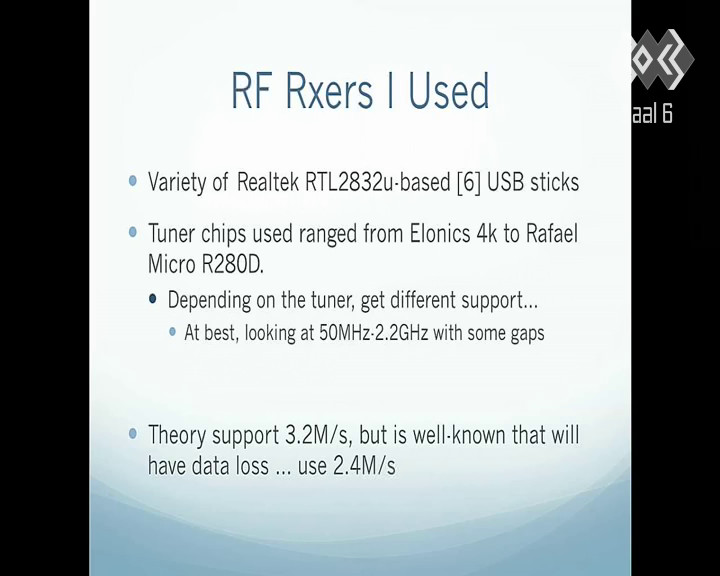 RF Rxers I Used
aal 6
Variety of Realtek RTL2832u-based [6] USB sticks
Tuner chips used ranged from Elonics 4k to Rafael
Micro R280D.
Depending on the tuner, get different support...
At best, looking at 50MHz-2.2GHz with some gaps
Theory support 3.2M/s, but is well-known that will
have data loss ... use 2.4M/s